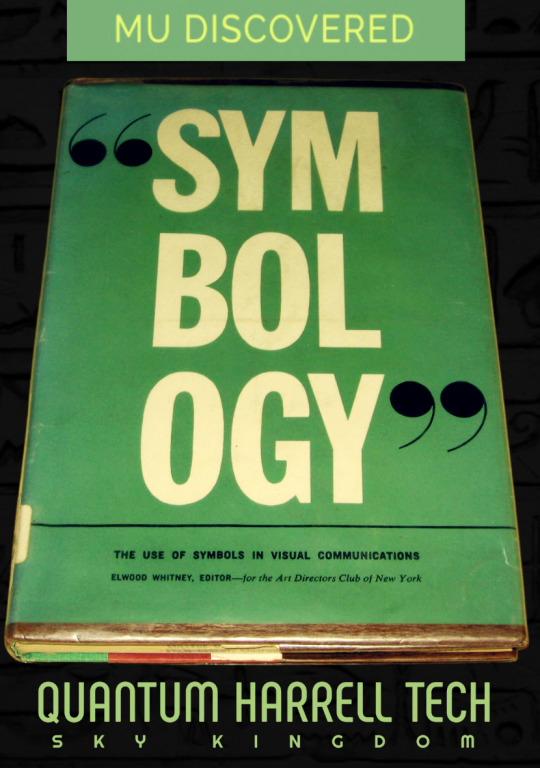 MU DISCOVERED
“SYM
BOL
OGY”
THE USE OF SYMBOLS IN VISUAL COMMUNICATIONS
ELWOOD WHITNEY, EDITOR—for the Art Directors Club of New York
QUANTUM HARRELL TECH
SKY KINGDOM